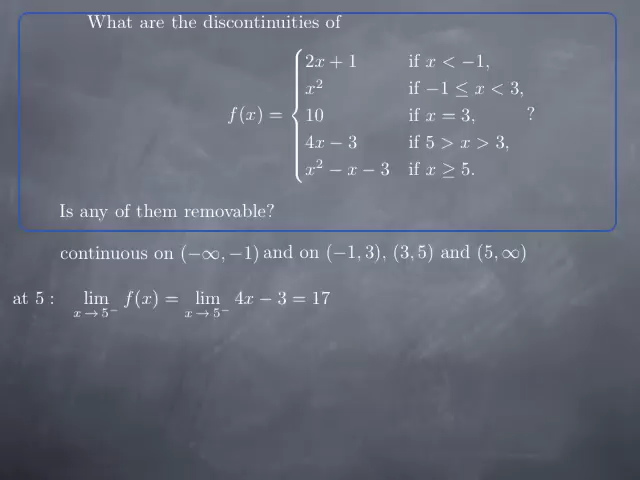 What are the discontinuities of
f(x) = { 2x + 1 if x < −1,
x² if −1 ≤ x < 3,
10 if x = 3, ?
4x − 3 if 5 > x > 3,
x² − x − 3 if x ≥ 5.
Is any of them removable?
continuous on (−∞, −1) and on (−1, 3), (3, 5) and (5, ∞)
at 5 : lim x→5⁻ f(x) = lim x→5⁻ 4x − 3 = 17